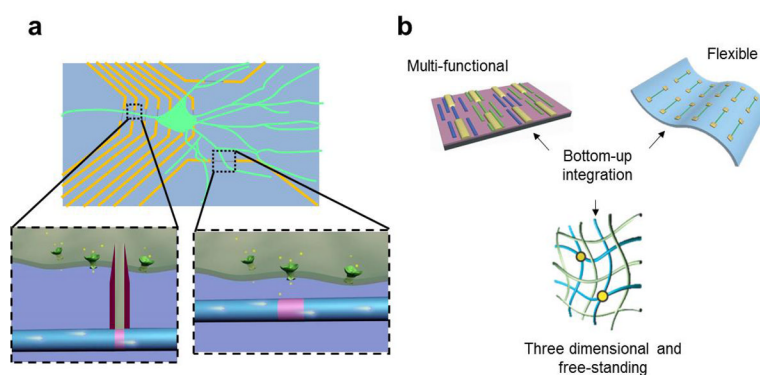 a
b
Multi-functional
Flexible
Bottom-up
integration
Three dimensional and
free-standing